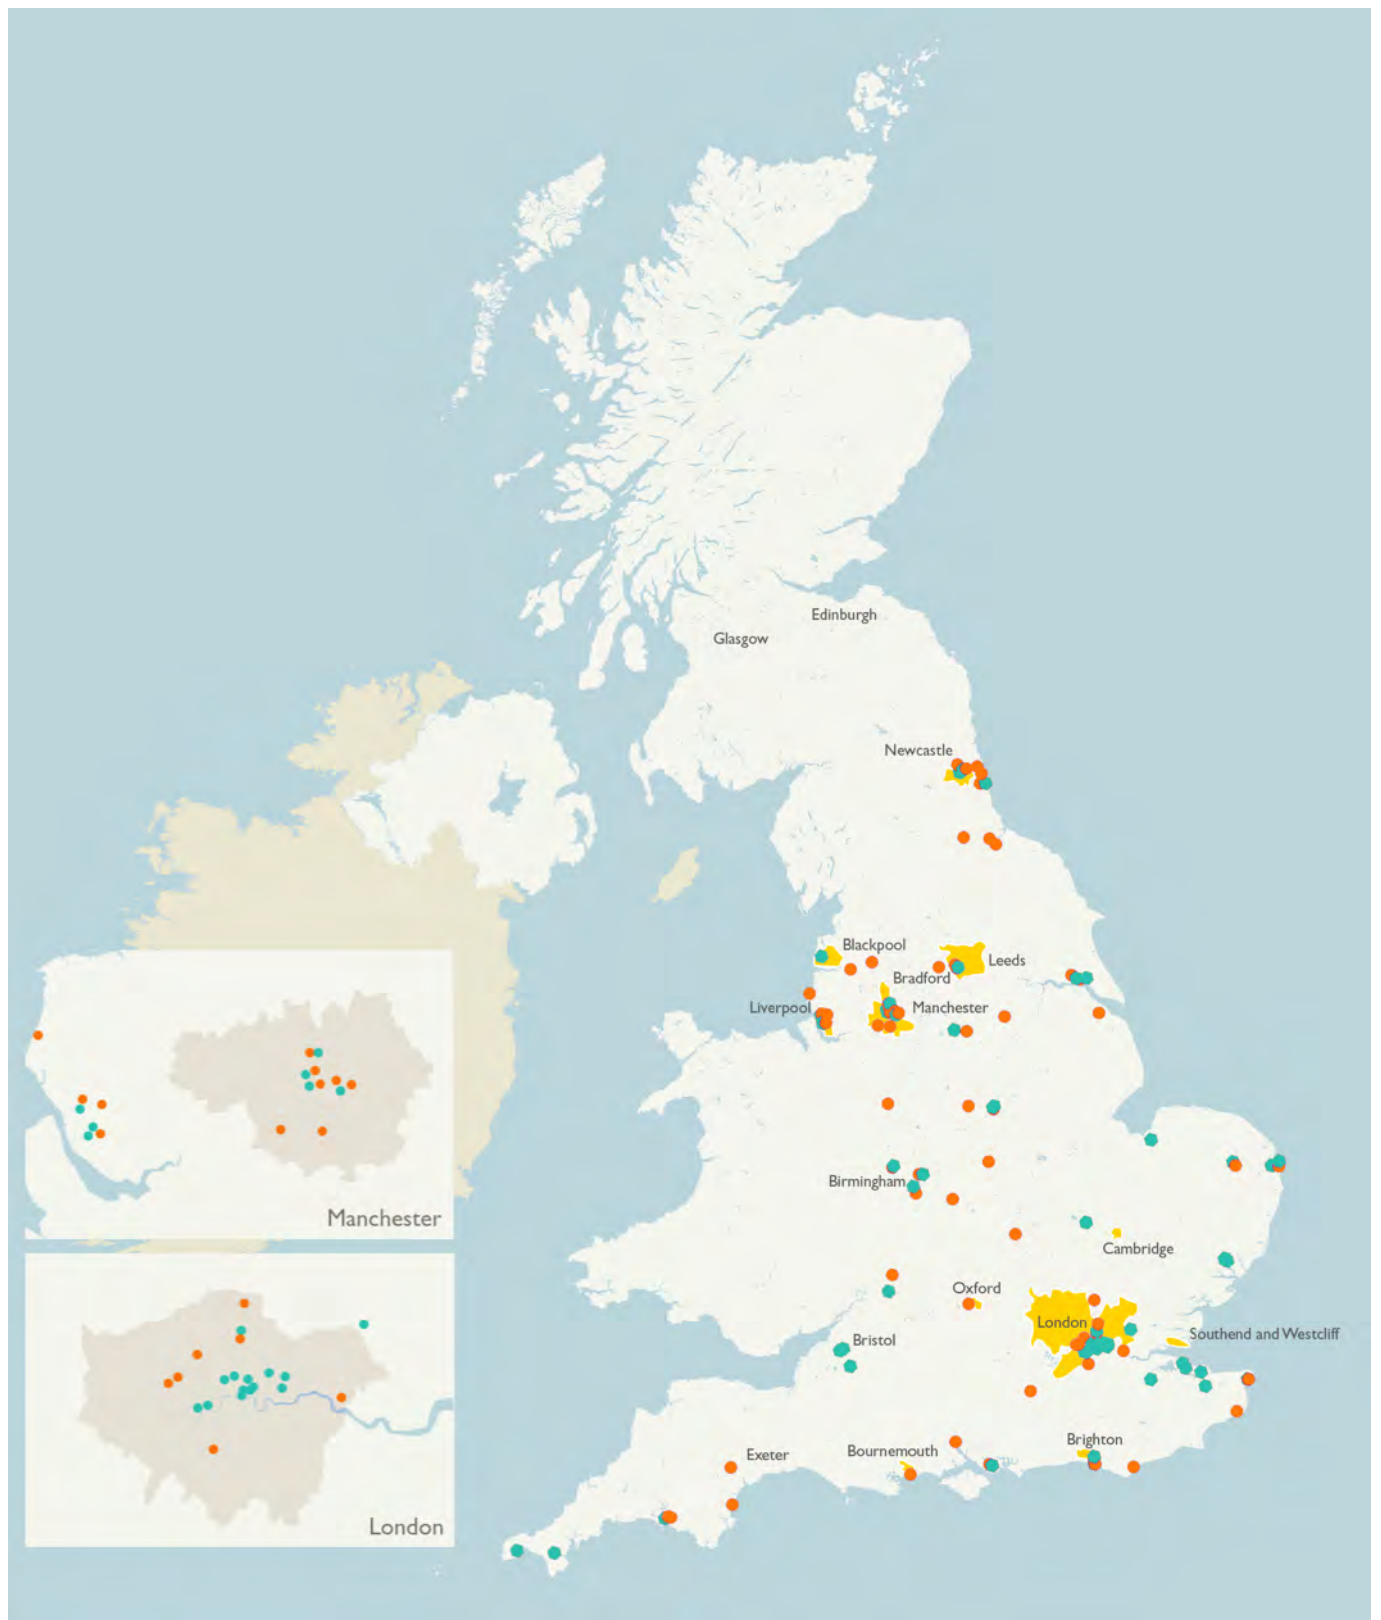 Edinburgh
Glasgow
Newcastle
Blackpool
Leeds
Bradford
Liverpool
Manchester
Birmingham
Manchester
Cambridge
Oxford
London
Southend and Westcliff
Bristol
Brighton
Bournemouth
Exeter
London